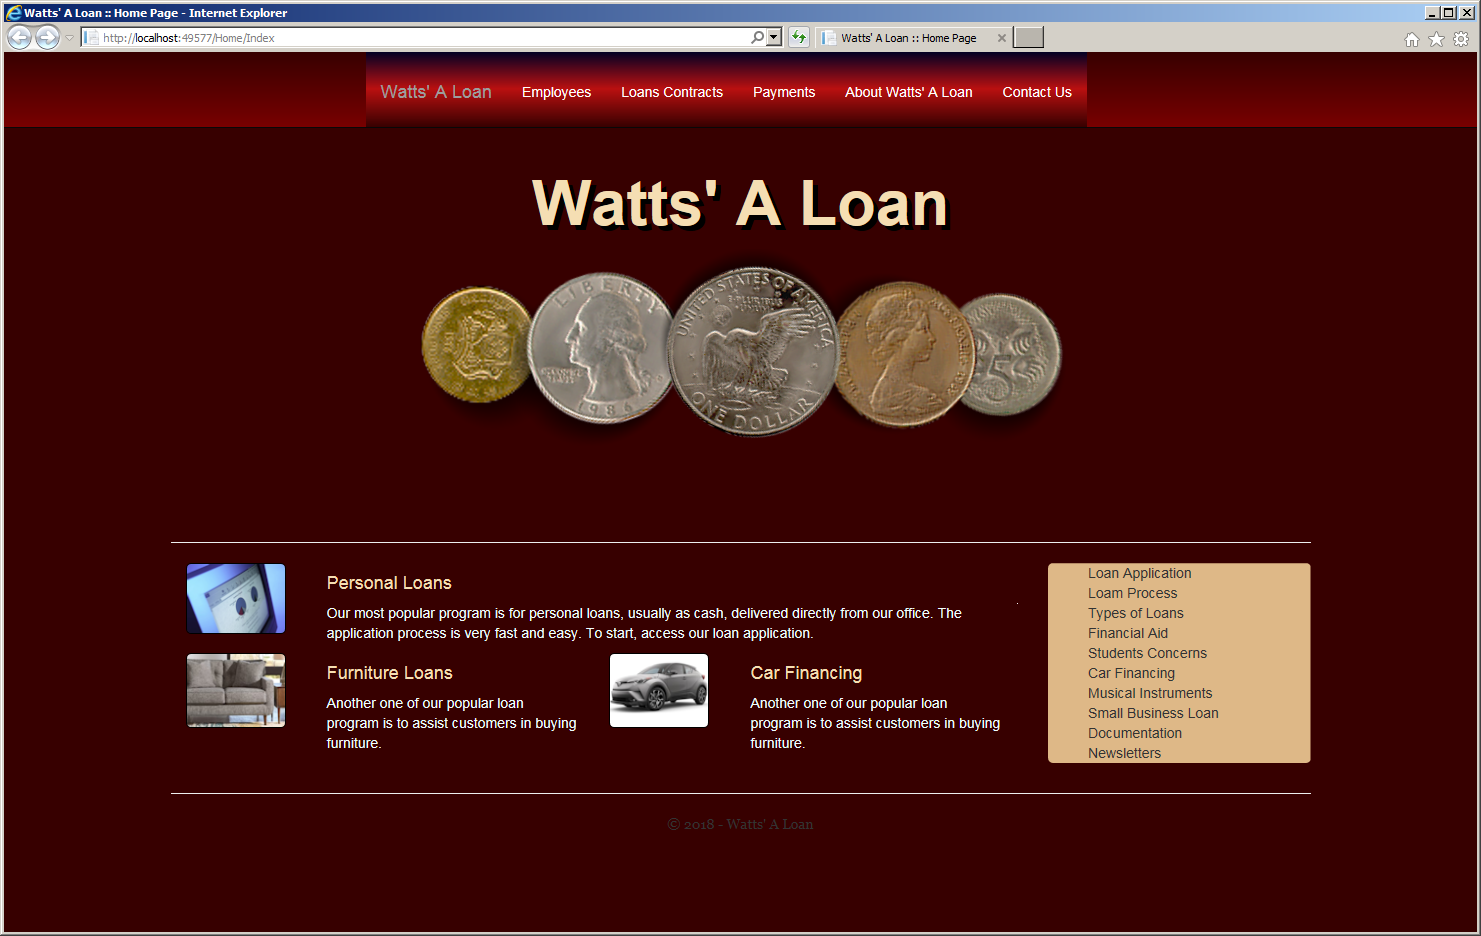 Watts' A Loan :: Home Page - Internet Explorer
http://localhost:49577/Home/Index
Watts' A Loan :: Home Page
Watts' A Loan Employees Loans Contracts Payments About Watts' A Loan Contact Us
Watts' A Loan
LIBERTY
1986
UNITED STATES OF AMERICA
E PLURIBUS
UNUM
ONE DOLLAR
5
Personal Loans
Our most popular program is for personal loans, usually as cash, delivered directly from our office. The
application process is very fast and easy. To start, access our loan application.
Furniture Loans
Another one of our popular loan
program is to assist customers in buying
furniture.
Car Financing
Another one of our popular loan
program is to assist customers in buying
furniture.
Loan Application
Loam Process
Types of Loans
Financial Aid
Students Concerns
Car Financing
Musical Instruments
Small Business Loan
Documentation
Newsletters
© 2018 - Watts' A Loan